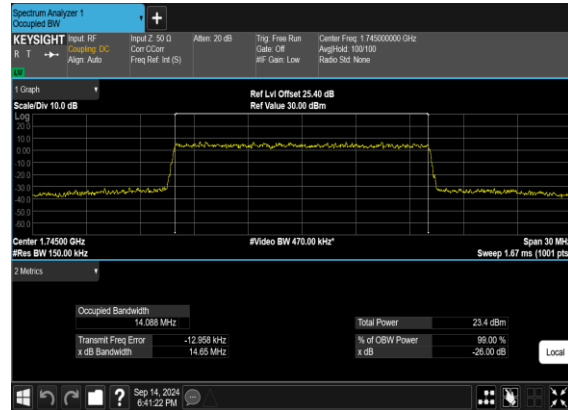 Spectrum Analyzer 1
Occupied BW
+
KEYSIGHT
R T
LXI
Input: RF
Coupling: DC
Align: Auto
Input Z: 50 Ω
Corr CCorr
Freq Ref: Int (S)
Atten: 20 dB
Trig: Free Run
Gate: Off
#IF Gain: Low
Center Freq: 1.745000000 GHz
Avg|Hold: 100/100
Radio Std: None
1 Graph
Scale/Div 10.0 dB
Ref Lvl Offset 25.40 dB
Ref Value 30.00 dBm
Log
20.0
10.0
0.00
-10.0
-20.0
-30.0
-40.0
-50.0
-60.0
Center 1.74500 GHz
#Res BW 150.00 kHz
#Video BW 470.00 kHz*
Span 30 MHz
Sweep 1.67 ms (1001 pts)
2 Metrics
Occupied Bandwidth
14.088 MHz
Total Power 23.4 dBm
Transmit Freq Error -12.958 kHz
% of OBW Power 99.00 %
x dB Bandwidth 14.65 MHz
x dB -26.00 dB
Local
?
Sep 14, 2024
6:41:22 PM